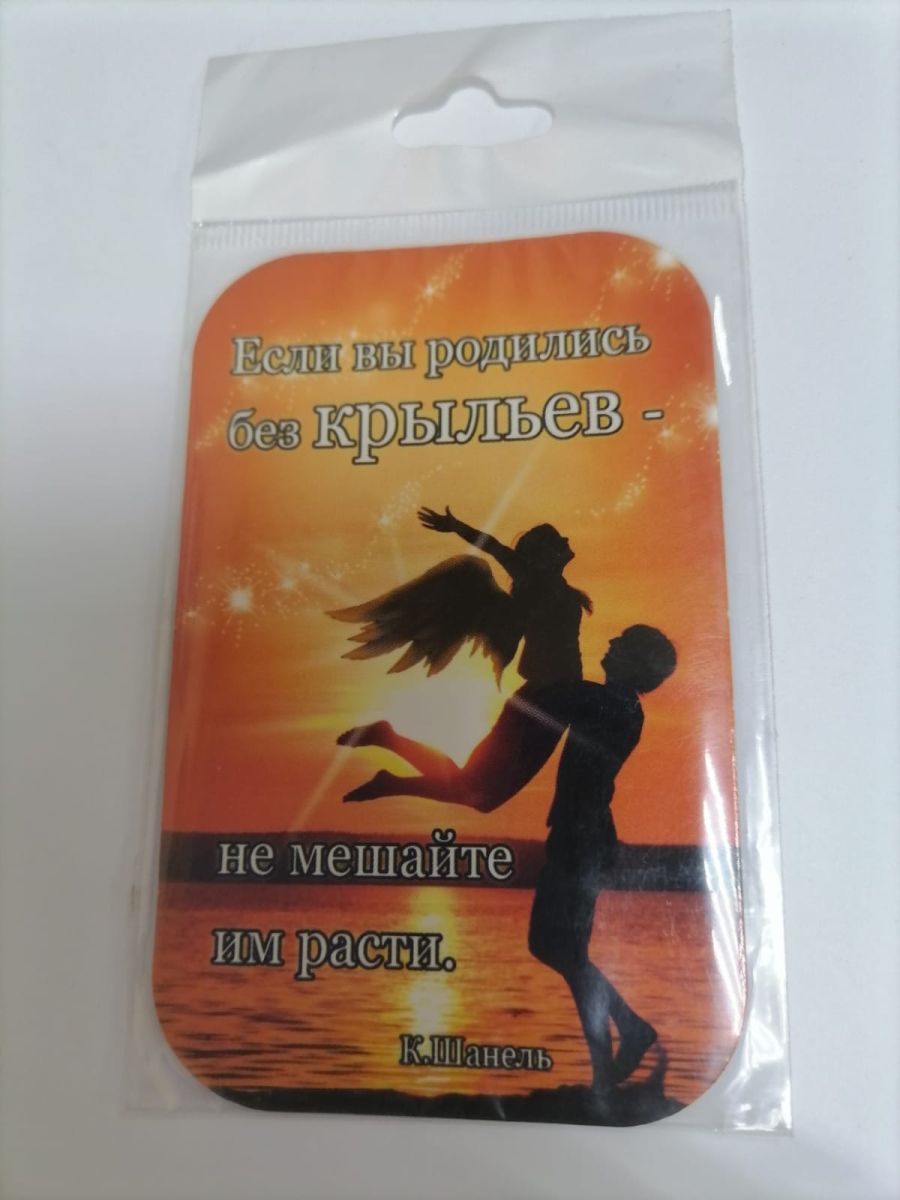 Если вы родились
без крыльев -
не мешайте
им расти.
К.Шанель